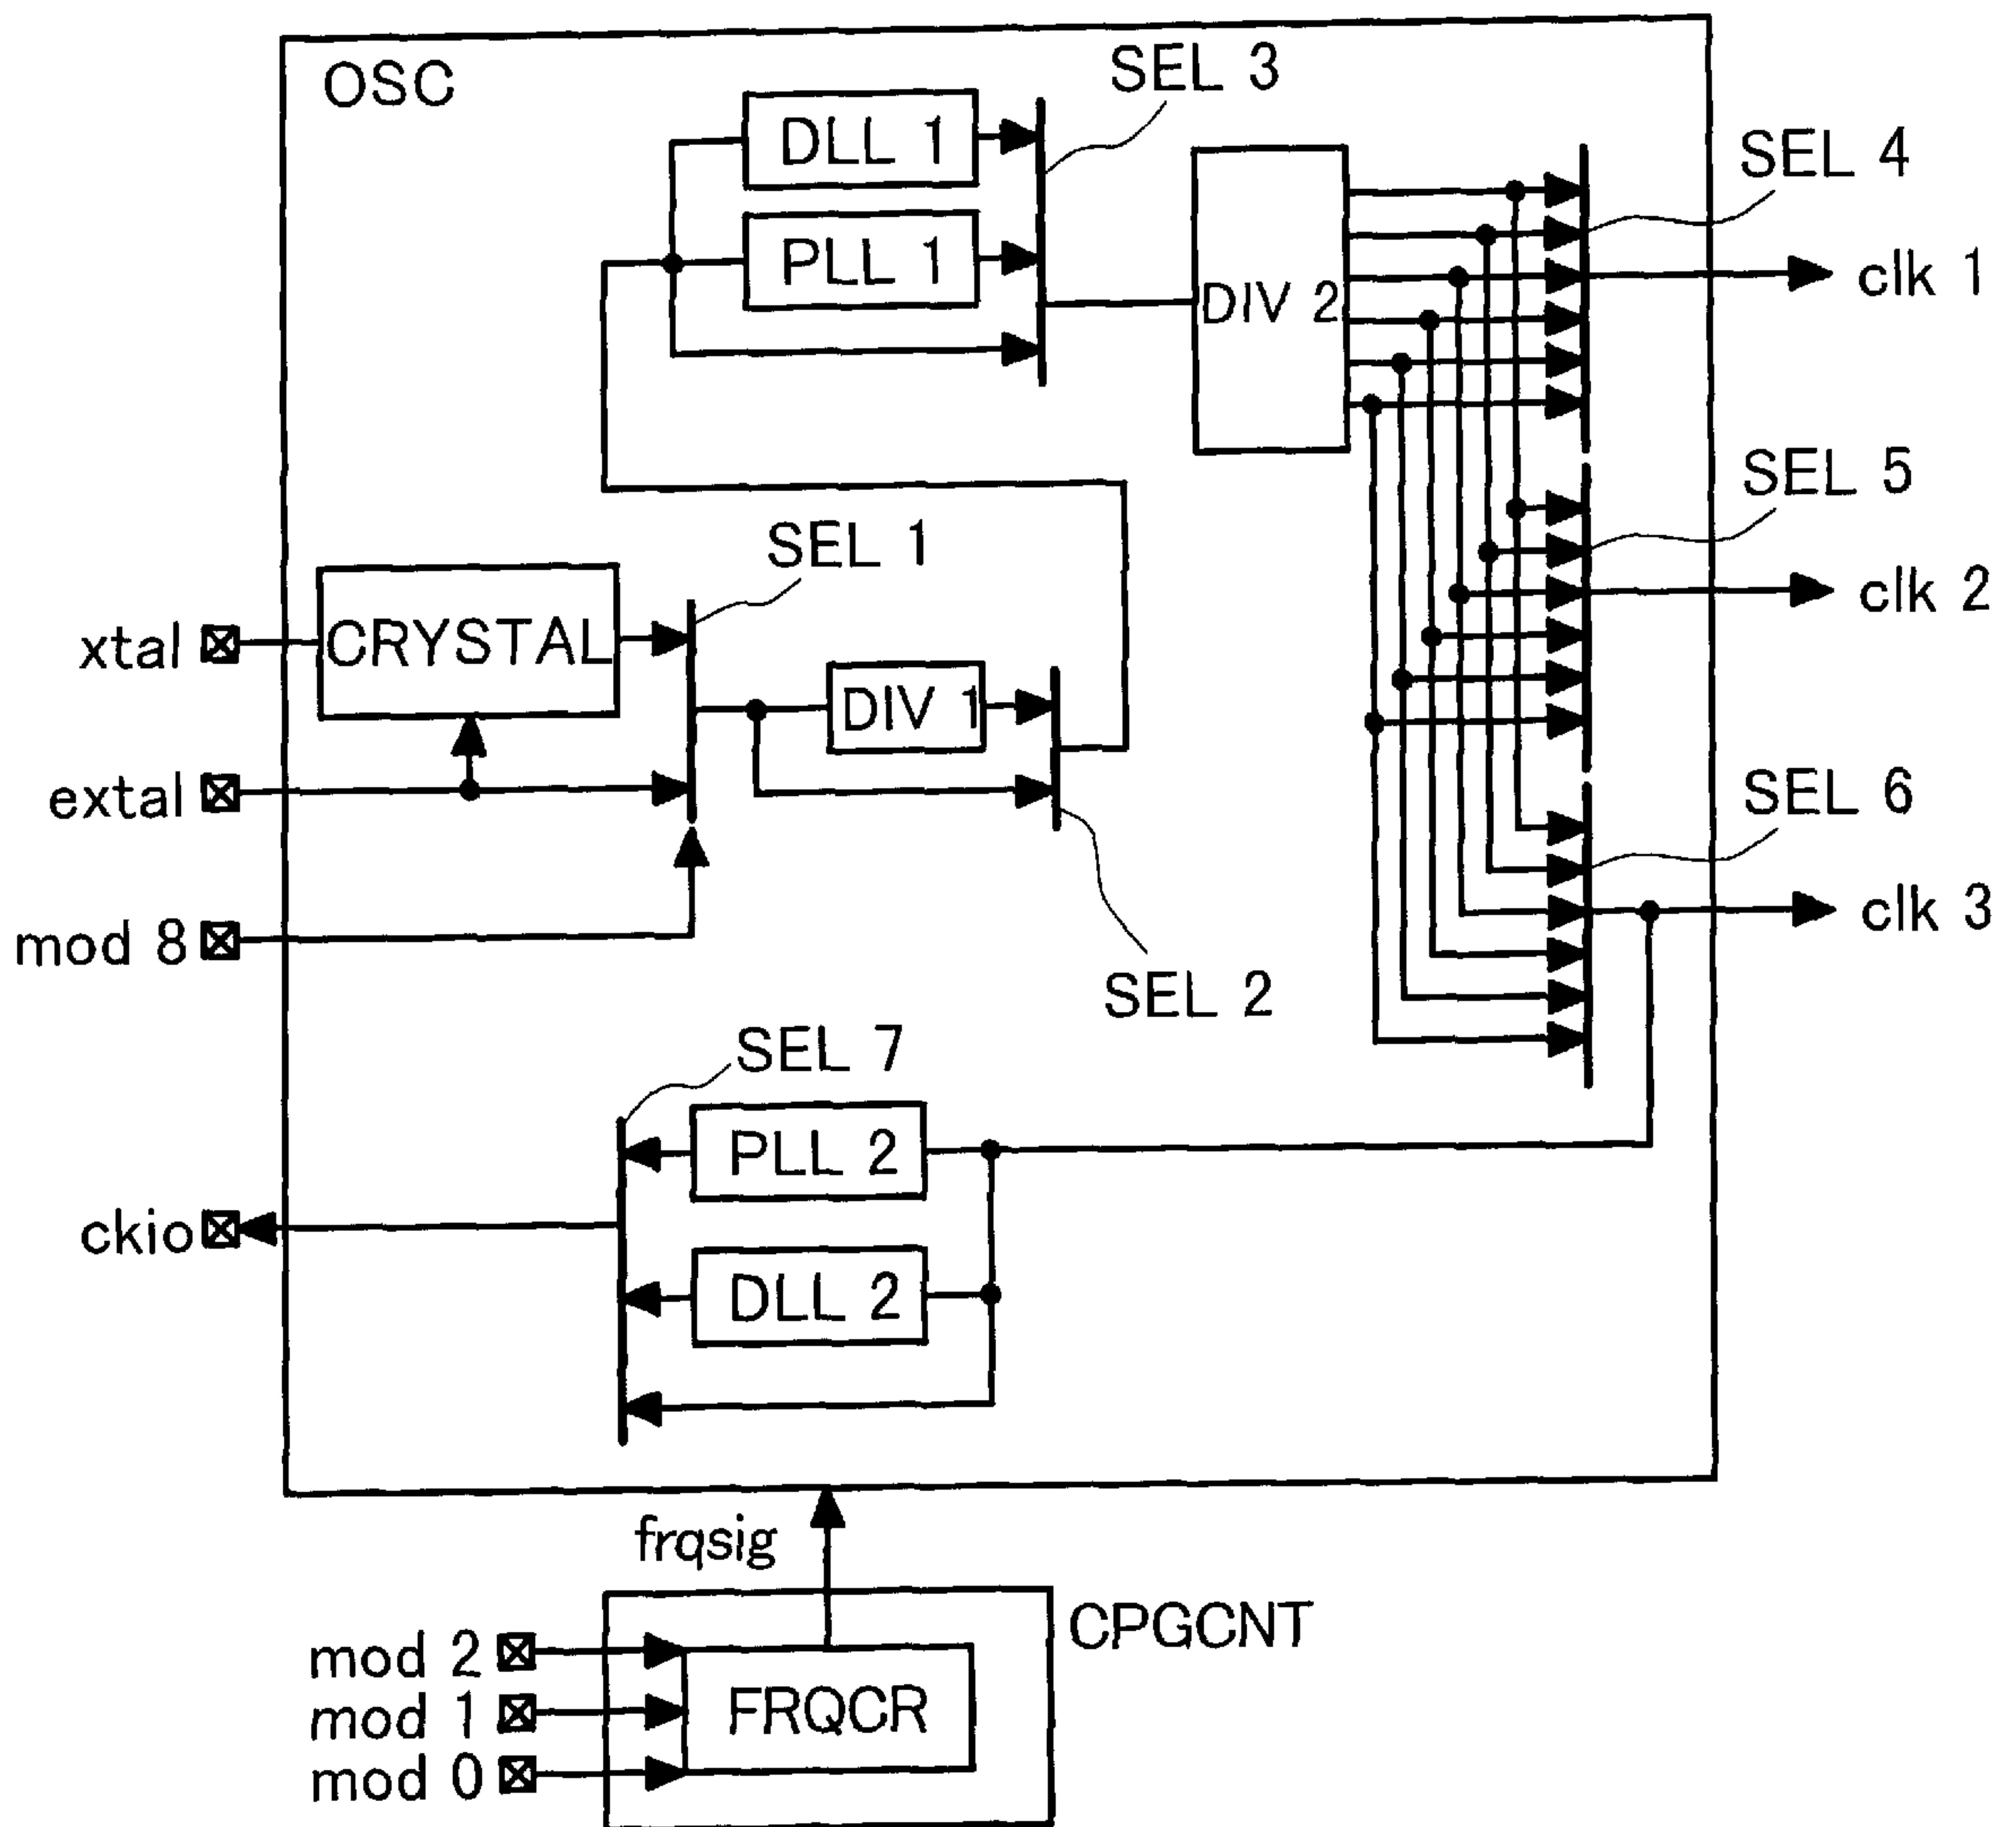 OSC
SEL 3
DLL 1
SEL 4
PLL 1
clk 1
DIV 2
SEL 5
SEL 1
clk 2
xtal
CRYSTAL
DIV 1
extal
SEL 6
clk 3
mod 8
SEL 2
SEL 7
PLL 2
ckio
DLL 2
frqsig
CPGCNT
mod 2
mod 1
FRQCR
mod 0